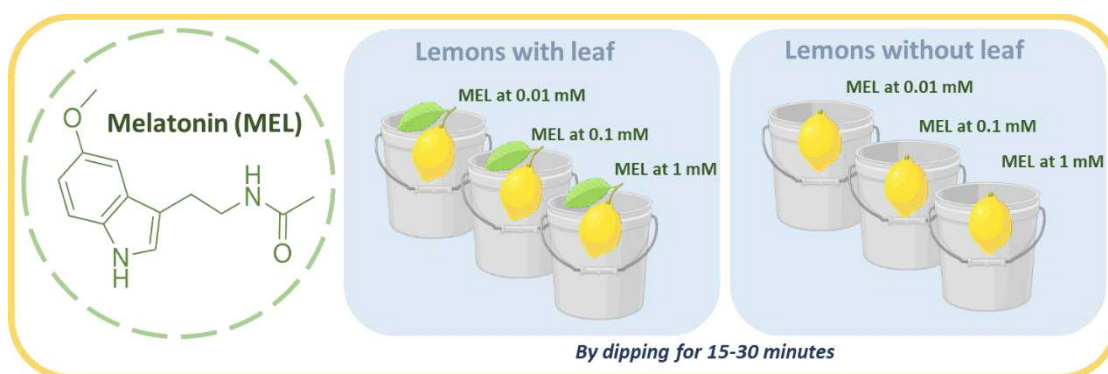 Melatonin (MEL)
O
H
N
O
N
H
Lemons with leaf
MEL at 0.01 mM
MEL at 0.1 mM
MEL at 1 mM
Lemons without leaf
MEL at 0.01 mM
MEL at 0.1 mM
MEL at 1 mM
By dipping for 15-30 minutes